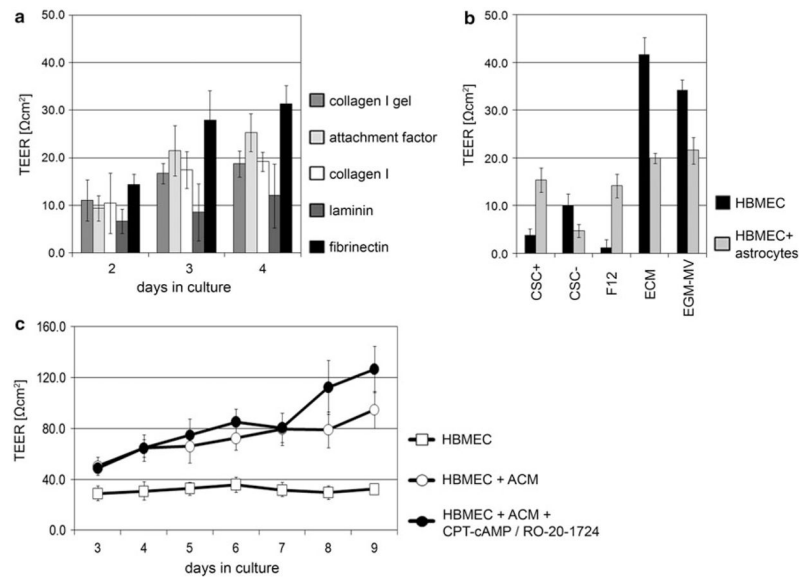 a
TEER [Ωcm²]
50.0
40.0
30.0
20.0
10.0
0.0
2 3 4
days in culture
collagen I gel
attachment factor
collagen I
laminin
fibrinectin
b
TEER [Ωcm²]
50.0
40.0
30.0
20.0
10.0
0.0
CSC+
CSC-
F12
ECM
EGM-MV
HBMEC
HBMEC+
astrocytes
c
TEER [Ωcm²]
160.0
120.0
80.0
40.0
0.0
3 4 5 6 7 8 9
days in culture
HBMEC
HBMEC + ACM
HBMEC + ACM +
CPT-cAMP / RO-20-1724